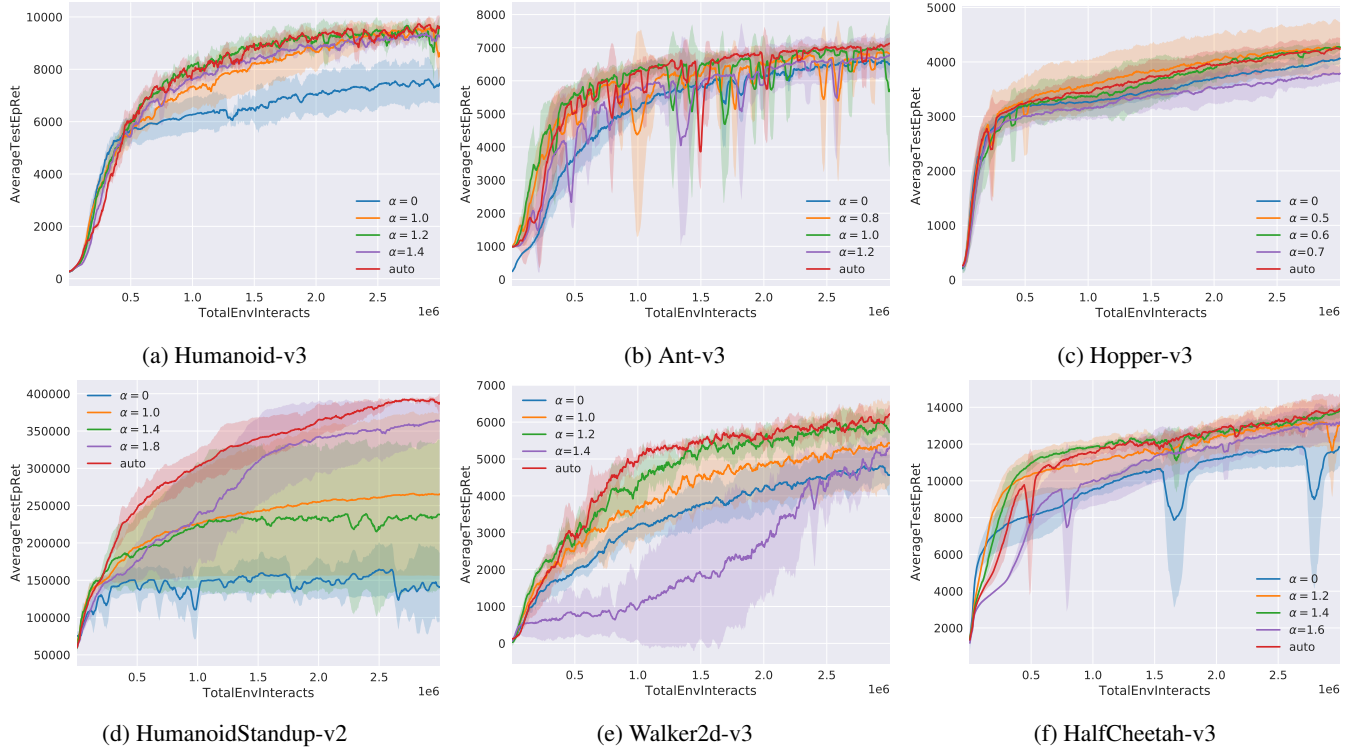 10000
8000
6000
4000
2000
0
AverageTestEpRet
α = 0
α = 1.0
α = 1.2
α=1.4
auto
0.5 1.0 1.5 2.0 2.5
1e6
TotalEnvInteracts
(a) Humanoid-v3
8000
7000
6000
5000
4000
3000
2000
1000
0
AverageTestEpRet
α = 0
α = 0.8
α = 1.0
α=1.2
auto
0.5 1.0 1.5 2.0 2.5
1e6
TotalEnvInteracts
(b) Ant-v3
5000
4000
3000
2000
1000
0
AverageTestEpRet
α = 0
α = 0.5
α = 0.6
α=0.7
auto
0.5 1.0 1.5 2.0 2.5
1e6
TotalEnvInteracts
(c) Hopper-v3
400000
350000
300000
250000
200000
150000
100000
50000
AverageTestEpRet
α = 0
α = 1.0
α = 1.4
α = 1.8
auto
0.5 1.0 1.5 2.0 2.5
1e6
TotalEnvInteracts
(d) HumanoidStandup-v2
7000
6000
5000
4000
3000
2000
1000
0
AverageTestEpRet
α = 0
α = 1.0
α = 1.2
α=1.4
auto
0.5 1.0 1.5 2.0 2.5
1e6
TotalEnvInteracts
(e) Walker2d-v3
14000
12000
10000
8000
6000
4000
2000
AverageTestEpRet
α = 0
α = 1.2
α = 1.4
α=1.6
auto
0.5 1.0 1.5 2.0 2.5
1e6
TotalEnvInteracts
(f) HalfCheetah-v3